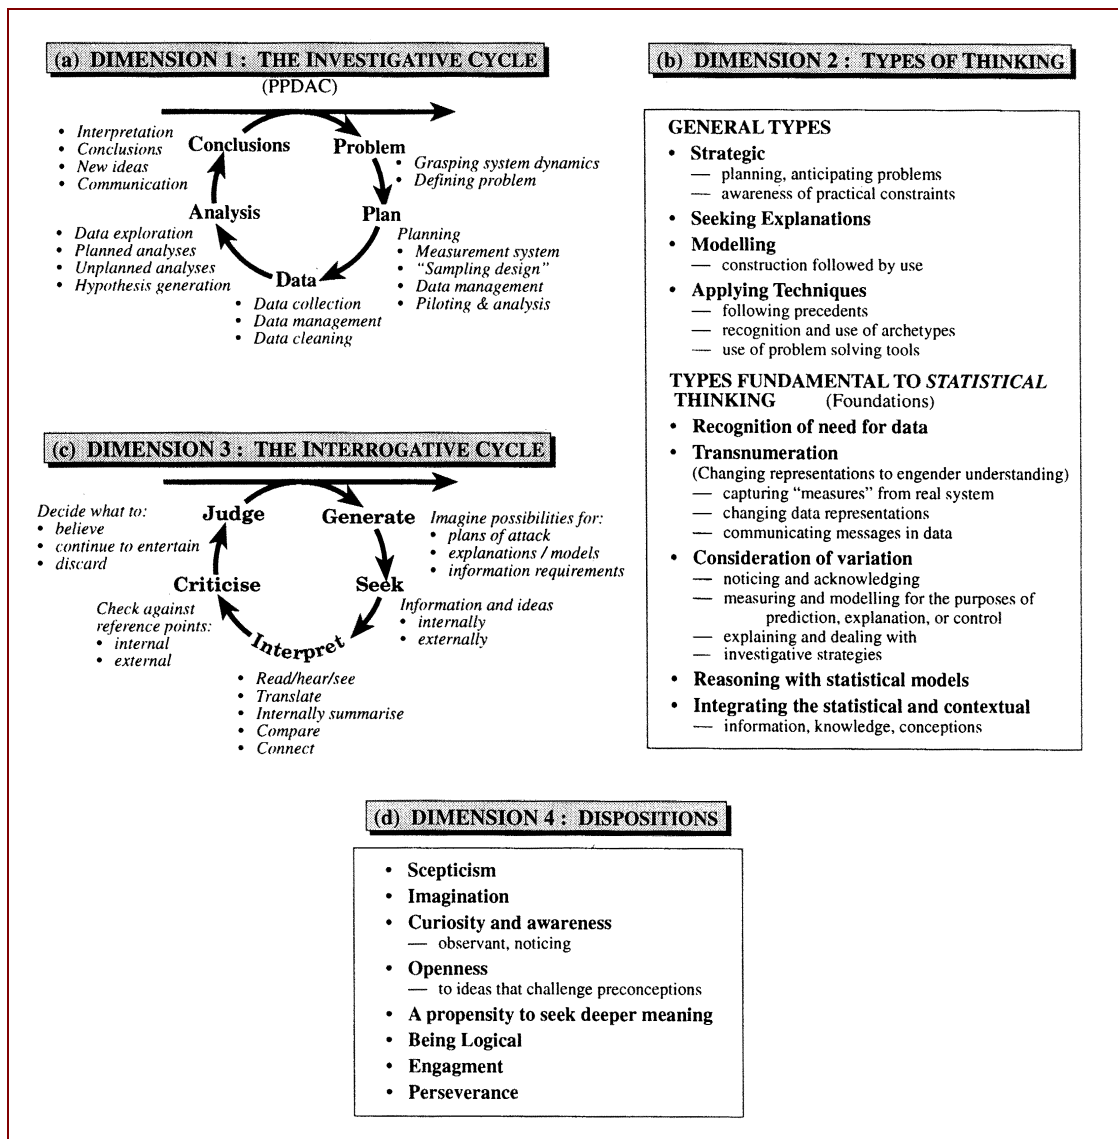 (a) DIMENSION 1 : THE INVESTIGATIVE CYCLE
(PPDAC)
• Interpretation
• Conclusions
• New ideas
• Communication
Conclusions
Problem
• Grasping system dynamics
• Defining problem
Analysis
• Data exploration
• Planned analyses
• Unplanned analyses
• Hypothesis generation
Plan
Planning
• Measurement system
• “Sampling design”
• Data management
• Piloting & analysis
Data
• Data collection
• Data management
• Data cleaning
(b) DIMENSION 2 : TYPES OF THINKING
GENERAL TYPES
• Strategic
— planning, anticipating problems
— awareness of practical constraints
• Seeking Explanations
• Modelling
— construction followed by use
• Applying Techniques
— following precedents
— recognition and use of archetypes
— use of problem solving tools
TYPES FUNDAMENTAL TO STATISTICAL
THINKING (Foundations)
• Recognition of need for data
• Transnumeration
(Changing representations to engender understanding)
— capturing “measures” from real system
— changing data representations
— communicating messages in data
• Consideration of variation
— noticing and acknowledging
— measuring and modelling for the purposes of
prediction, explanation, or control
— explaining and dealing with
— investigative strategies
• Reasoning with statistical models
• Integrating the statistical and contextual
— information, knowledge, conceptions
(c) DIMENSION 3 : THE INTERROGATIVE CYCLE
Decide what to:
• believe
• continue to entertain
• discard
Judge
Generate
Imagine possibilities for:
• plans of attack
• explanations / models
• information requirements
Criticise
Check against
reference points:
• internal
• external
Seek
Information and ideas
• internally
• externally
Interpret
• Read/hear/see
• Translate
• Internally summarise
• Compare
• Connect
(d) DIMENSION 4 : DISPOSITIONS
• Scepticism
• Imagination
• Curiosity and awareness
— observant, noticing
• Openness
— to ideas that challenge preconceptions
• A propensity to seek deeper meaning
• Being Logical
• Engagment
• Perseverance